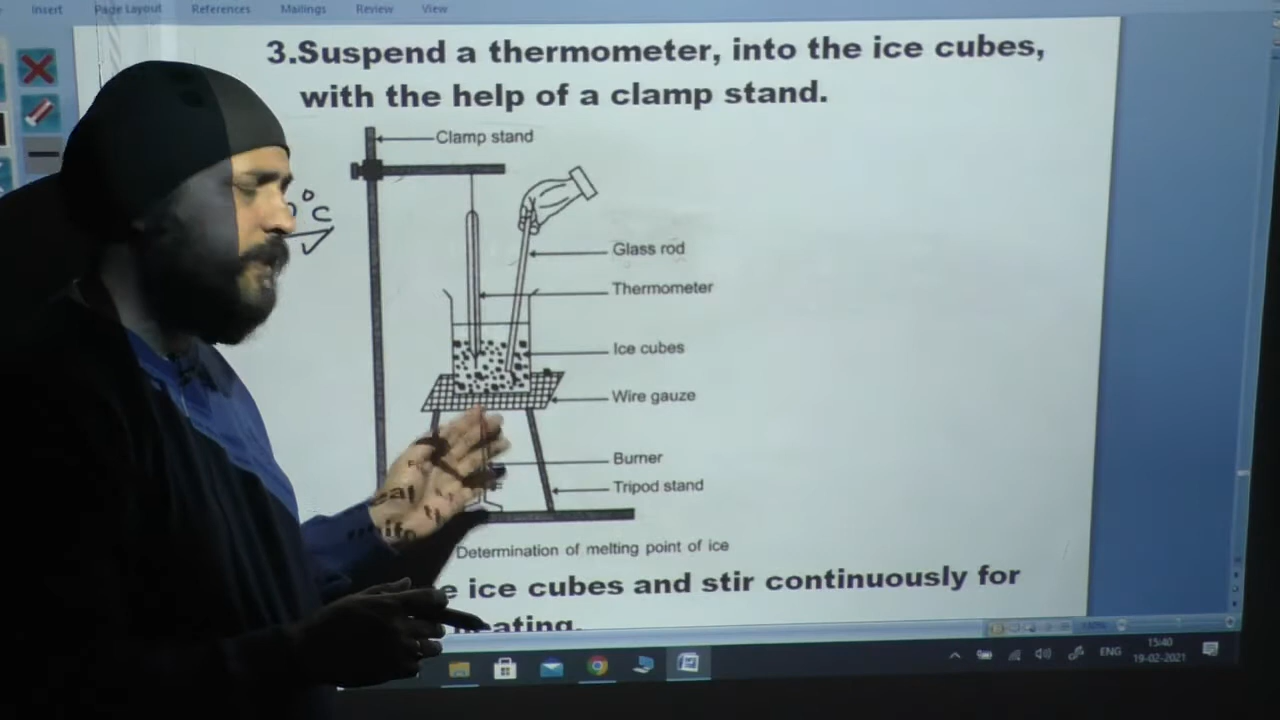 Insert Page Layout References Mailings Review View
3.Suspend a thermometer, into the ice cubes,
with the help of a clamp stand.
Clamp stand
°C
Glass rod
Thermometer
Ice cubes
Wire gauze
Burner
Tripod stand
Determination of melting point of ice
ice cubes and stir continuously for
15:40
ENG
19-02-2021